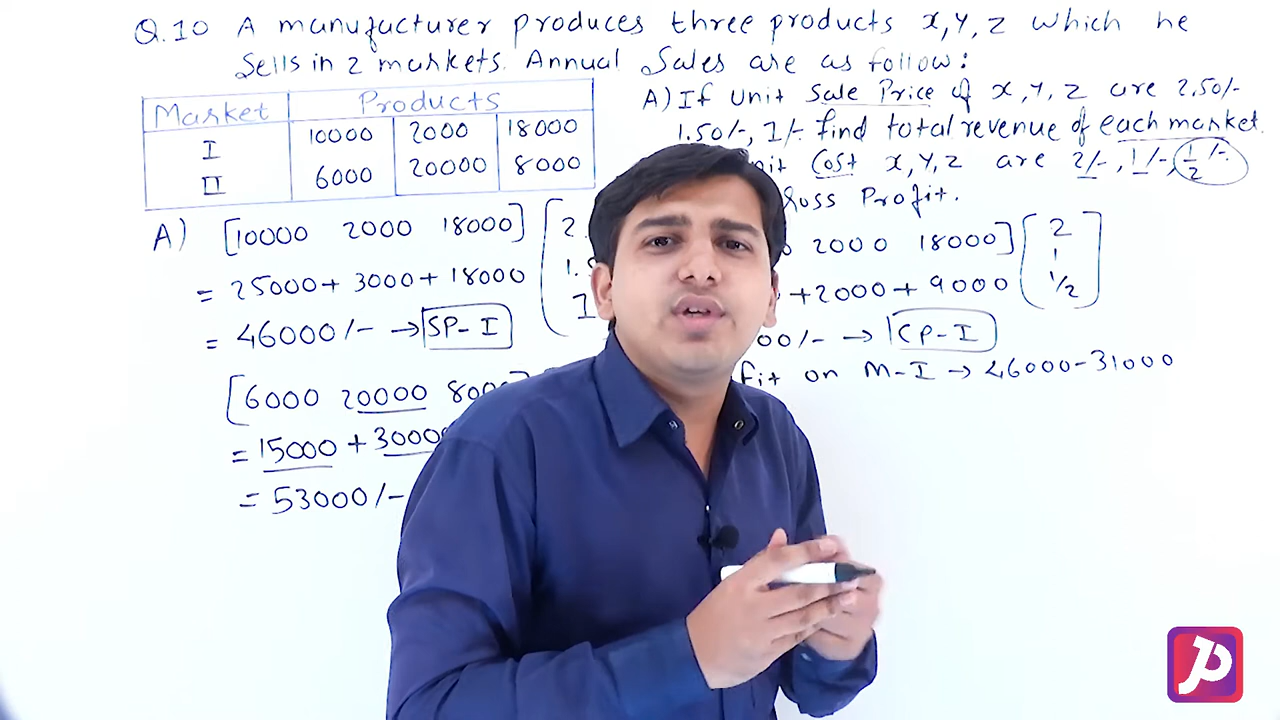 Q.10 A manufacturer produces three products x, y, z which he
sells in 2 markets. Annual Sales are as follow:
Market Products
I 10000 2000 18000
II 6000 20000 8000
A) If unit Sale Price of x, y, z are 2.50/-
1.50/-, 1/- find total revenue of each market.
Cost x, y, z are 2/-, 1/-, 1/2 /-
Profit.
A) [10000 2000 18000]
= 25000 + 3000 + 18000
= 46000/- → SP-I
[6000 20000
= 15000 +
= 53000/-
2000 18000] [2
1
1/2]
+ 2000 + 9000
/- → CP-I
on M-I → 46000 - 31000